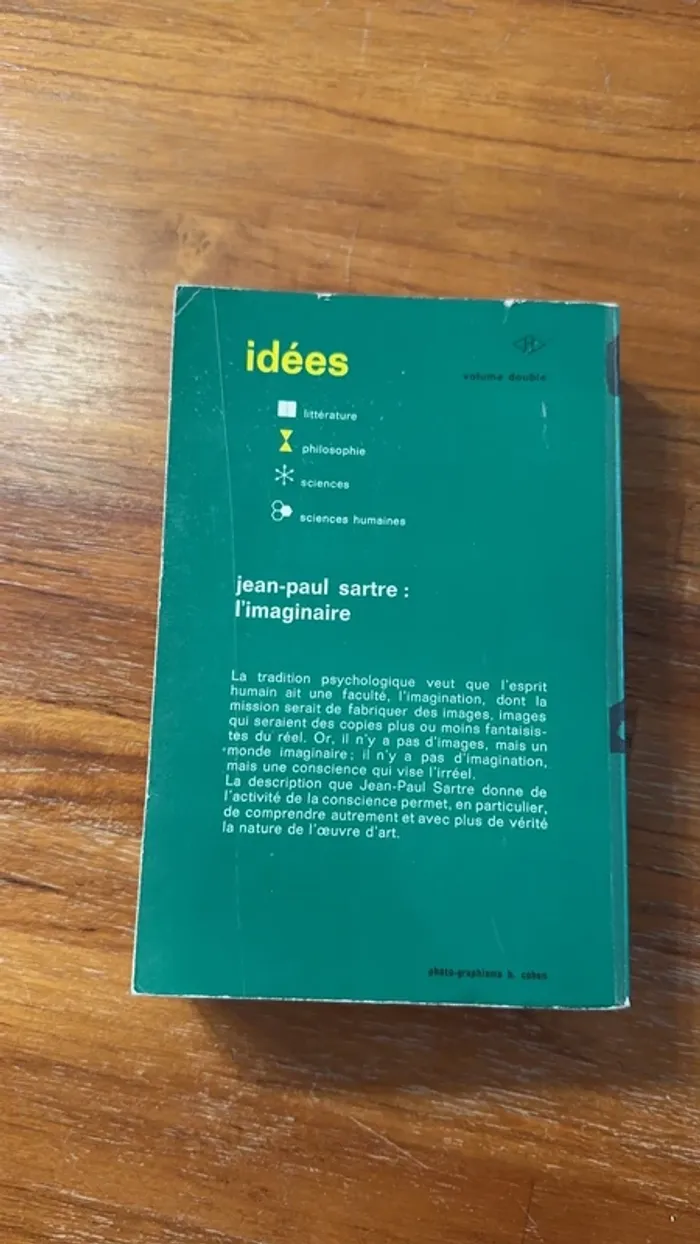 idées
volume double
littérature
philosophie
sciences
sciences humaines
jean-paul sartre :
l'imaginaire
La tradition psychologique veut que l'esprit
humain ait une faculté, l'imagination, dont la
mission serait de fabriquer des images, images
qui seraient des copies plus ou moins fantaisis-
tes du réel. Or, il n'y a pas d'images, mais un
monde imaginaire; il n'y a pas d'imagination,
mais une conscience qui vise l'irréel.
La description que Jean-Paul Sartre donne de
l'activité de la conscience permet, en particulier,
de comprendre autrement et avec plus de vérité
la nature de l'œuvre d'art.
photo-graphisme h. cohen